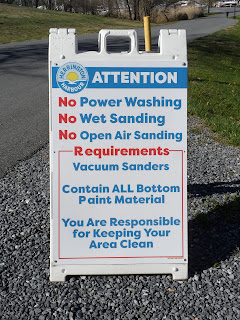 HERRINGTON
HARBOUR
ATTENTION
No Power Washing
No Wet Sanding
No Open Air Sanding
Requirements
Vacuum Sanders
Contain ALL Bottom
Paint Material
You Are Responsible
for Keeping Your
Area Clean